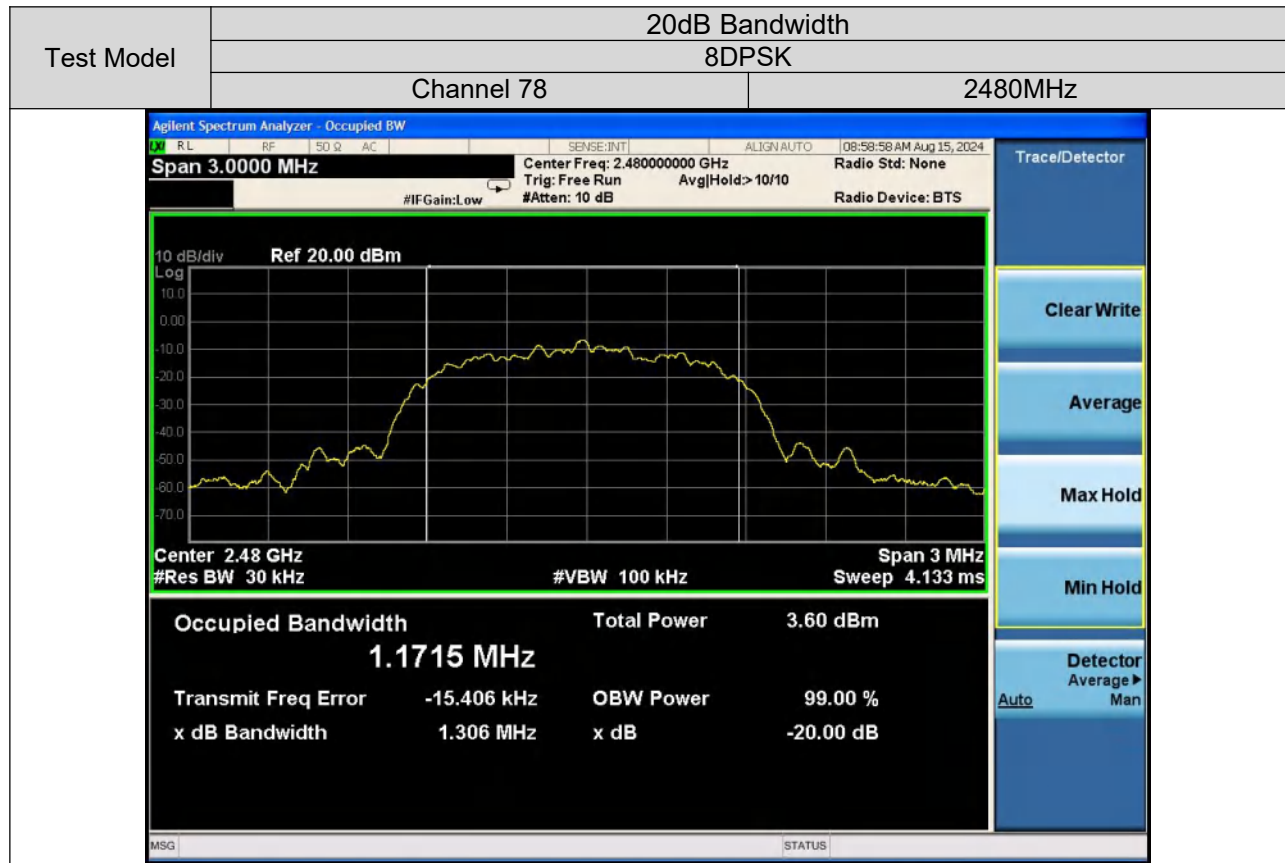 20dB Bandwidth
Test Model
8DPSK
Channel 78 2480MHz
Agilent Spectrum Analyzer - Occupied BW
LXI RL RF 50 Ω AC SENSE:INT ALIGN AUTO 08:58:58 AM Aug 15, 2024
Span 3.0000 MHz Center Freq: 2.480000000 GHz Radio Std: None
Trig: Free Run Avg|Hold:> 10/10
#IFGain:Low #Atten: 10 dB Radio Device: BTS
Trace/Detector
10 dB/div Ref 20.00 dBm
Log
10.0
0.00
-10.0
-20.0
-30.0
-40.0
-50.0
-60.0
-70.0
Center 2.48 GHz Span 3 MHz
#Res BW 30 kHz #VBW 100 kHz Sweep 4.133 ms
Clear Write
Average
Max Hold
Min Hold
Detector
Average ▶
Auto Man
Occupied Bandwidth Total Power 3.60 dBm
1.1715 MHz
Transmit Freq Error -15.406 kHz OBW Power 99.00 %
x dB Bandwidth 1.306 MHz x dB -20.00 dB
MSG STATUS